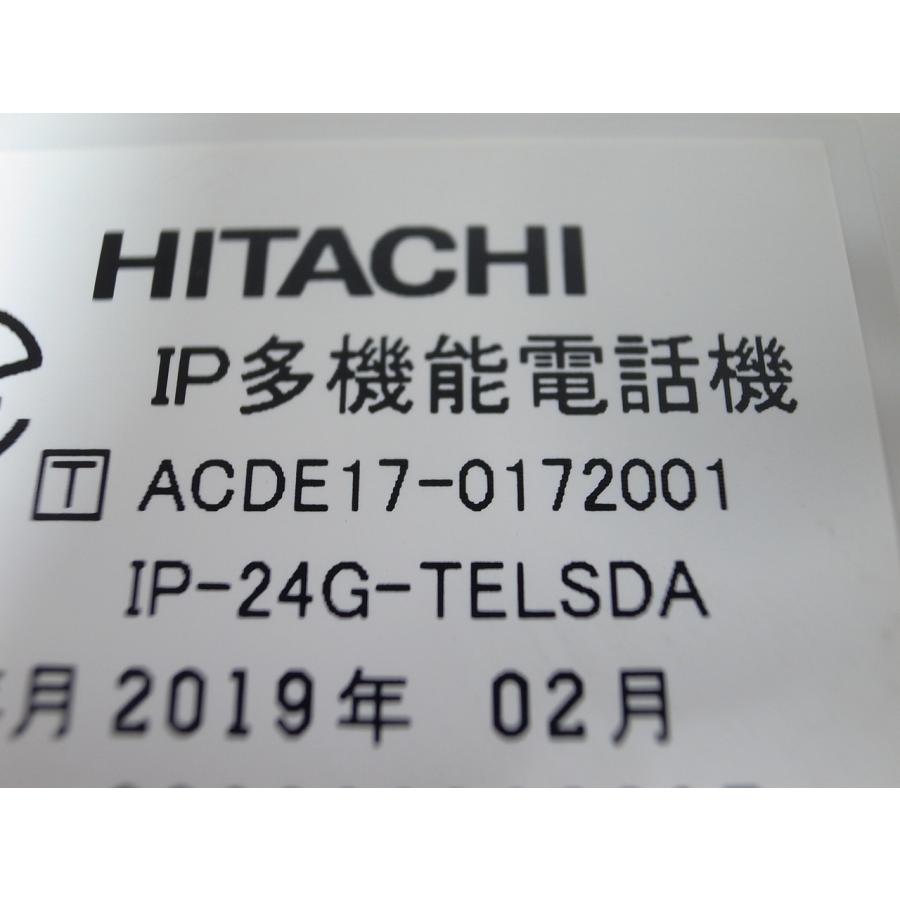 HITACHI
IP多機能電話機
T ACDE17-0172001
IP-24G-TELSDA
年月 2019年 02月